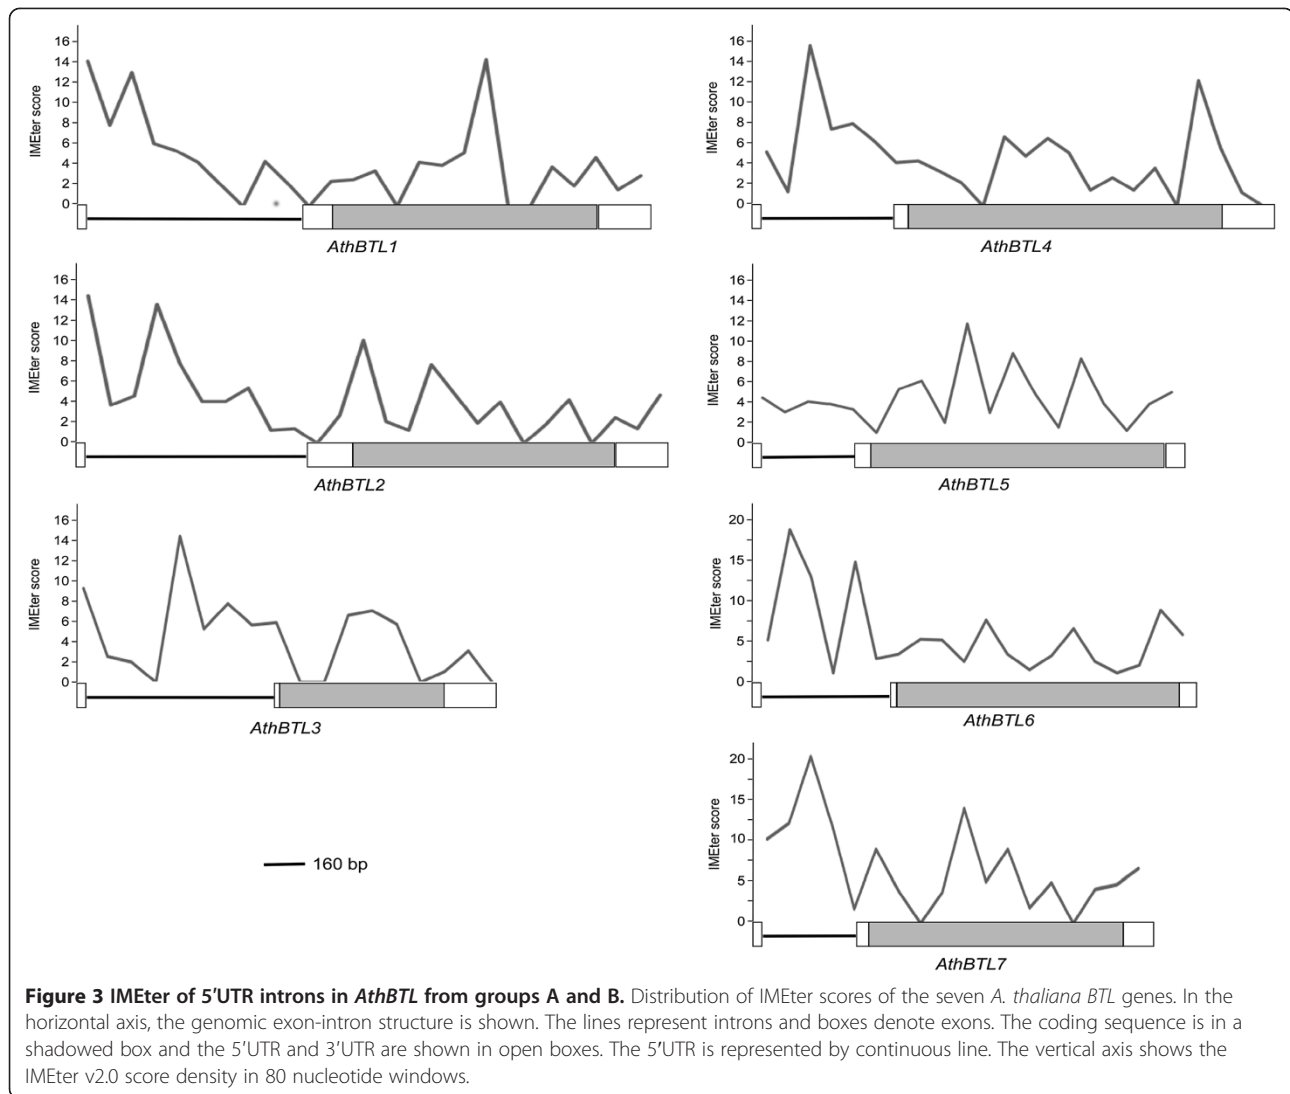 IMEter score
16
14
12
10
8
6
4
2
0
AthBTL1
IMEter score
16
14
12
10
8
6
4
2
0
AthBTL2
IMEter score
16
14
12
10
8
6
4
2
0
AthBTL3
160 bp
IMEter score
16
14
12
10
8
6
4
2
0
AthBTL4
IMEter score
16
14
12
10
8
6
4
2
0
AthBTL5
IMEter score
20
15
10
5
0
AthBTL6
IMEter score
20
15
10
5
0
AthBTL7
Figure 3 IMEter of 5′UTR introns in AthBTL from groups A and B. Distribution of IMEter scores of the seven A. thaliana BTL genes. In the
horizontal axis, the genomic exon-intron structure is shown. The lines represent introns and boxes denote exons. The coding sequence is in a
shadowed box and the 5′UTR and 3′UTR are shown in open boxes. The 5′UTR is represented by continuous line. The vertical axis shows the
IMEter v2.0 score density in 80 nucleotide windows.